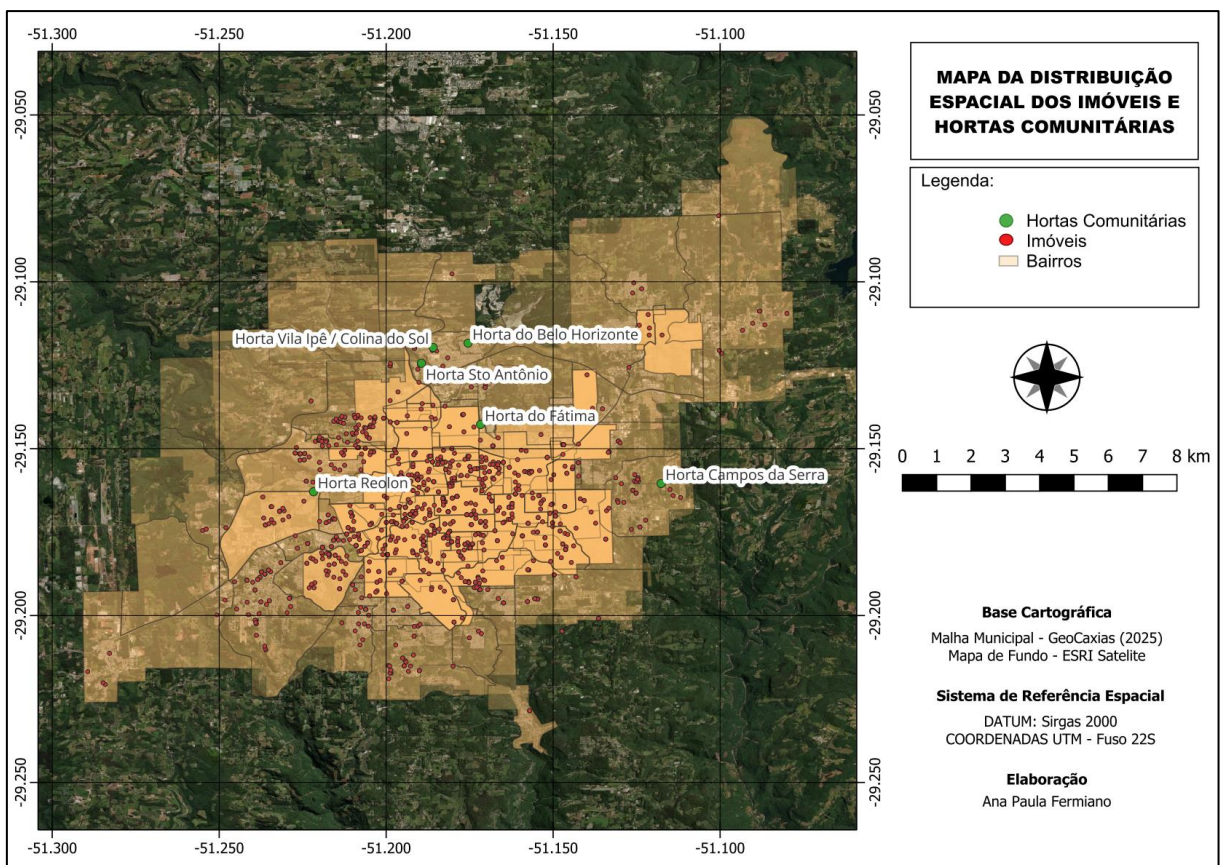 -51.300 -51.250 -51.200 -51.150 -51.100
-29.050
-29.100
-29.150
-29.200
-29.250
Horta Vila Ipê / Colina do Sol
Horta do Belo Horizonte
Horta Sto Antônio
Horta do Fátima
Horta Reolon
Horta Campos da Serra
-29.050
-29.100
-29.150
-29.200
-29.250
-51.300 -51.250 -51.200 -51.150 -51.100
MAPA DA DISTRIBUIÇÃO
ESPACIAL DOS IMÓVEIS E
HORTAS COMUNITÁRIAS
Legenda:
Hortas Comunitárias
Imóveis
Bairros
0 1 2 3 4 5 6 7 8 km
Base Cartográfica
Malha Municipal - GeoCaxias (2025)
Mapa de Fundo - ESRI Satelite
Sistema de Referência Espacial
DATUM: Sirgas 2000
COORDENADAS UTM - Fuso 22S
Elaboração
Ana Paula Fermiano